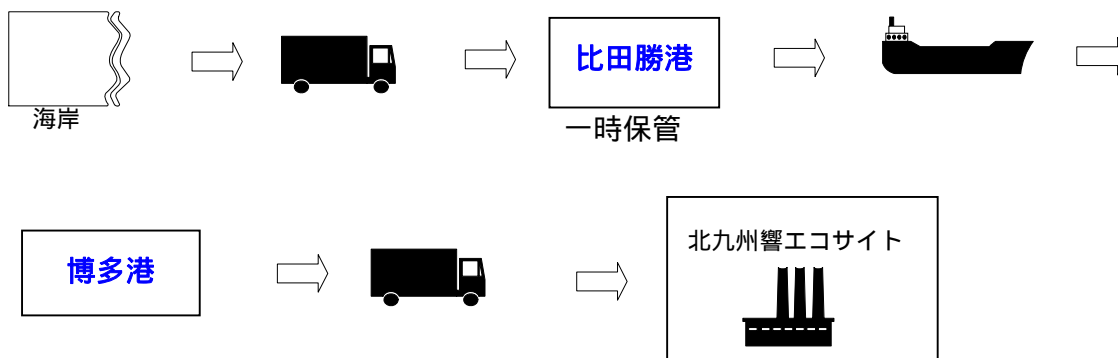 海岸
比田勝港
一時保管
博多港
北九州響エコサイト